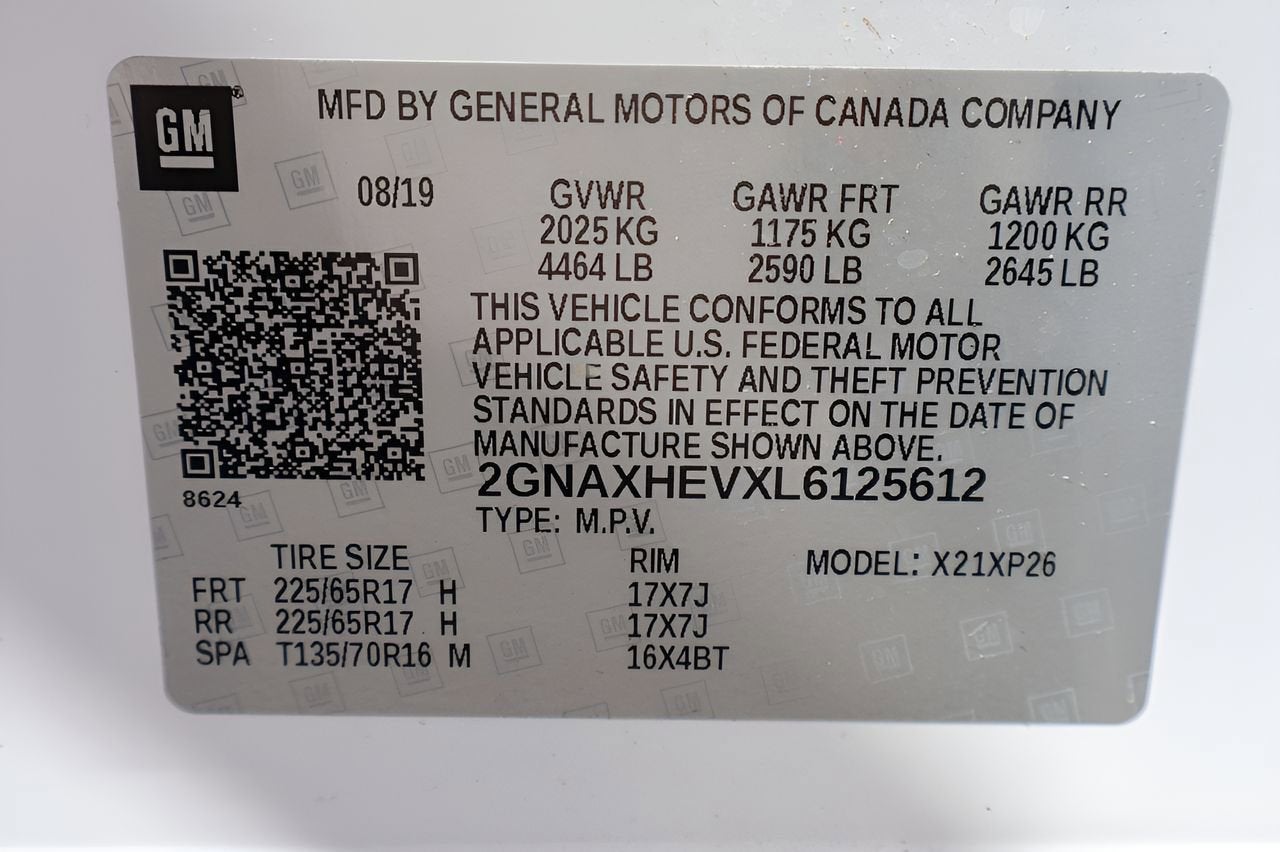 GM
MFD BY GENERAL MOTORS OF CANADA COMPANY
08/19 GVWR GAWR FRT GAWR RR
2025 KG 1175 KG 1200 KG
4464 LB 2590 LB 2645 LB
THIS VEHICLE CONFORMS TO ALL
APPLICABLE U.S. FEDERAL MOTOR
VEHICLE SAFETY AND THEFT PREVENTION
STANDARDS IN EFFECT ON THE DATE OF
MANUFACTURE SHOWN ABOVE.
2GNAXHEVXL6125612
8624
TYPE: M.P.V.
TIRE SIZE RIM MODEL: X21XP26
FRT 225/65R17 H 17X7J
RR 225/65R17 H 17X7J
SPA T135/70R16 M 16X4BT